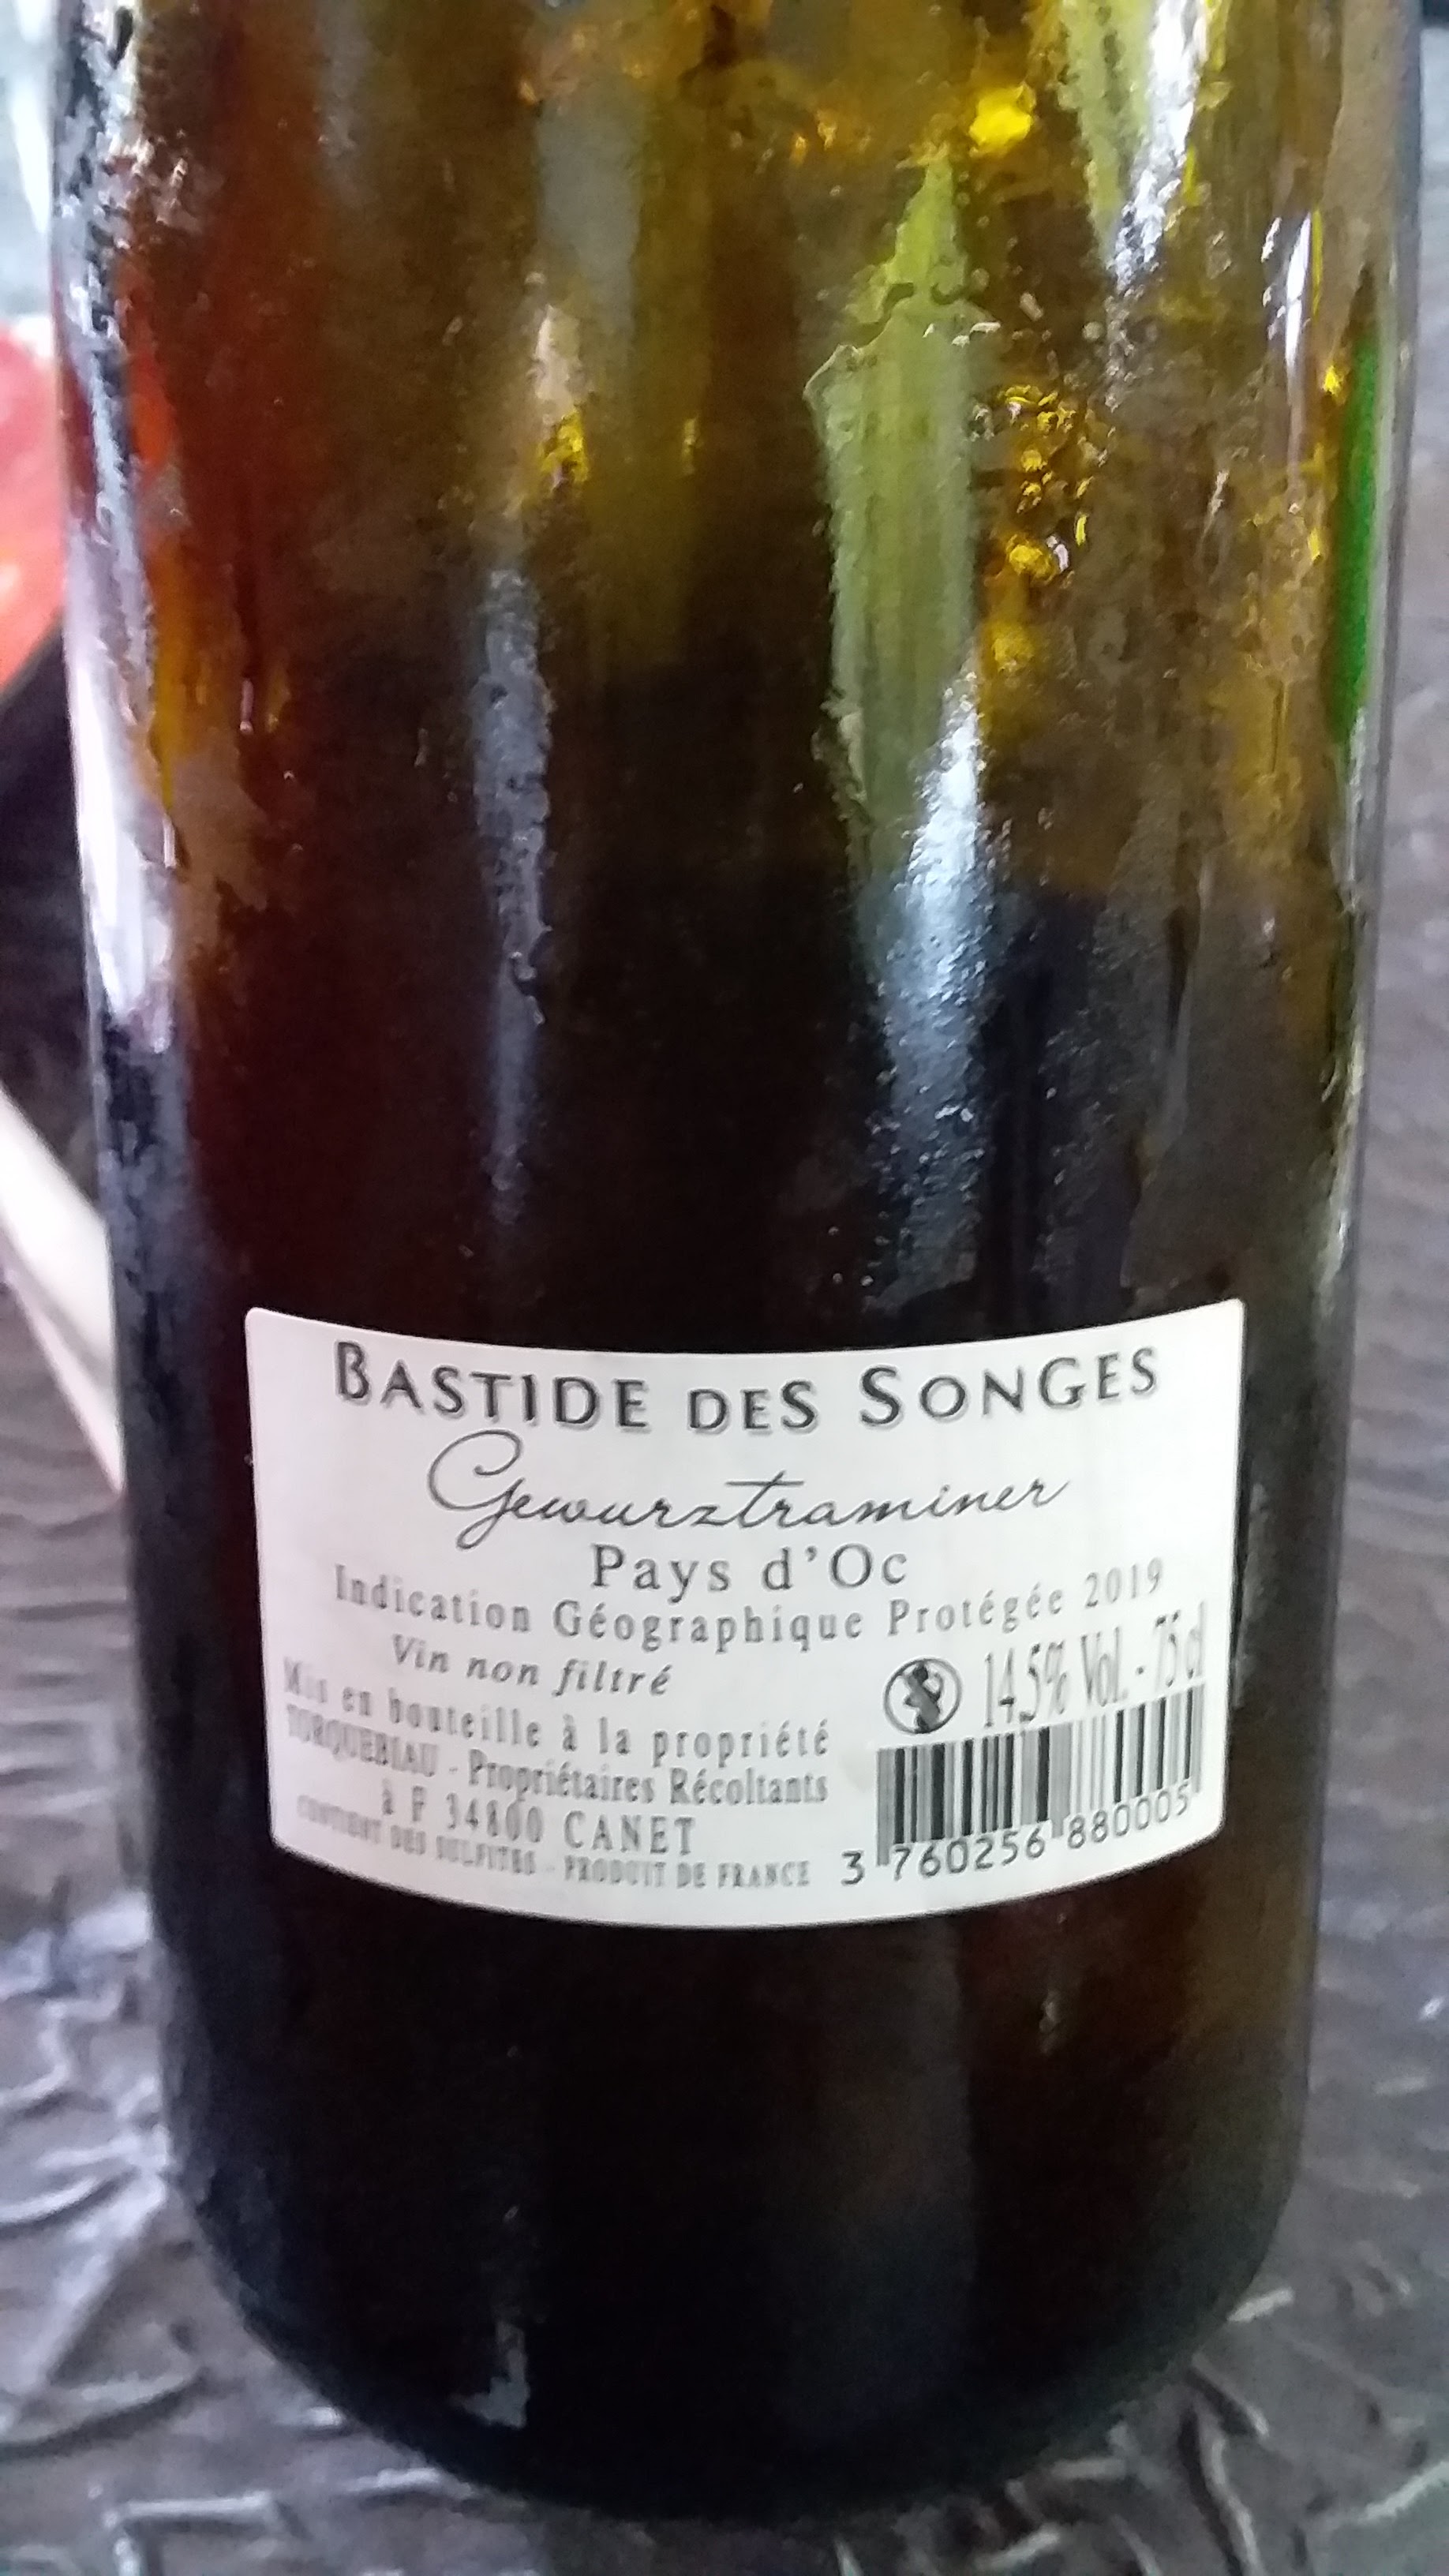 BASTIDE DES SONGES
Gewurztraminer
Pays d'Oc
Indication Géographique Protégée 2019
Vin non filtré
14,5% Vol. - 75 cl
Mis en bouteille à la propriété
TORQUEBIAU - Propriétaires Récoltants
à F 34800 CANET
CONTIENT DES SULFITES - PRODUIT DE FRANCE
3 760256 880005